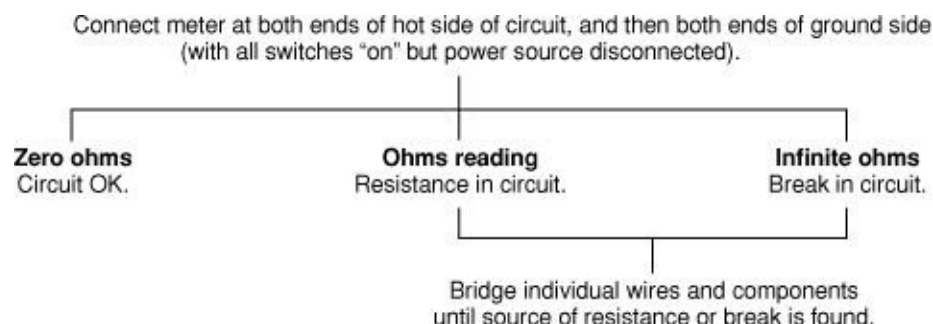 Connect meter at both ends of hot side of circuit, and then both ends of ground side
(with all switches “on” but power source disconnected).
Zero ohms
Circuit OK.
Ohms reading
Resistance in circuit.
Infinite ohms
Break in circuit.
Bridge individual wires and components
until source of resistance or break is found.